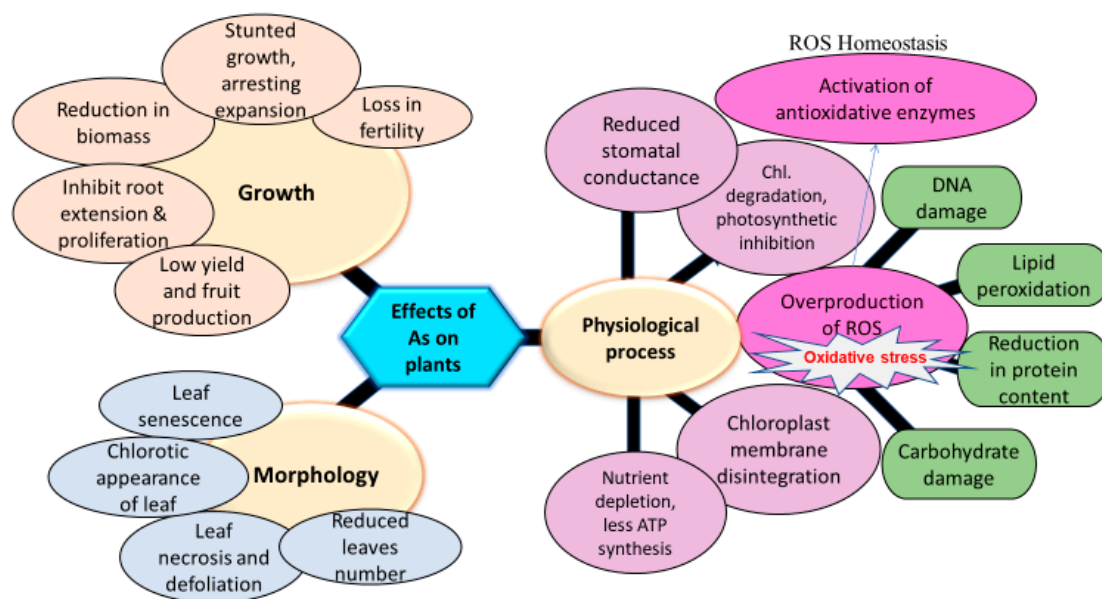 Stunted
growth,
arresting
expansion
Reduction in
biomass
Loss in
fertility
Inhibit root
extension &
proliferation
Growth
Low yield
and fruit
production
Effects of
As on
plants
Leaf
senescence
Chlorotic
appearance
of leaf
Morphology
Leaf
necrosis and
defoliation
Reduced
leaves
number
ROS Homeostasis
Activation of
antioxidative enzymes
Reduced
stomatal
conductance
Chl.
degradation,
photosynthetic
inhibition
DNA
damage
Lipid
peroxidation
Overproduction
of ROS
Oxidative stress
Physiological
process
Reduction
in protein
content
Chloroplast
membrane
disintegration
Carbohydrate
damage
Nutrient
depletion,
less ATP
synthesis